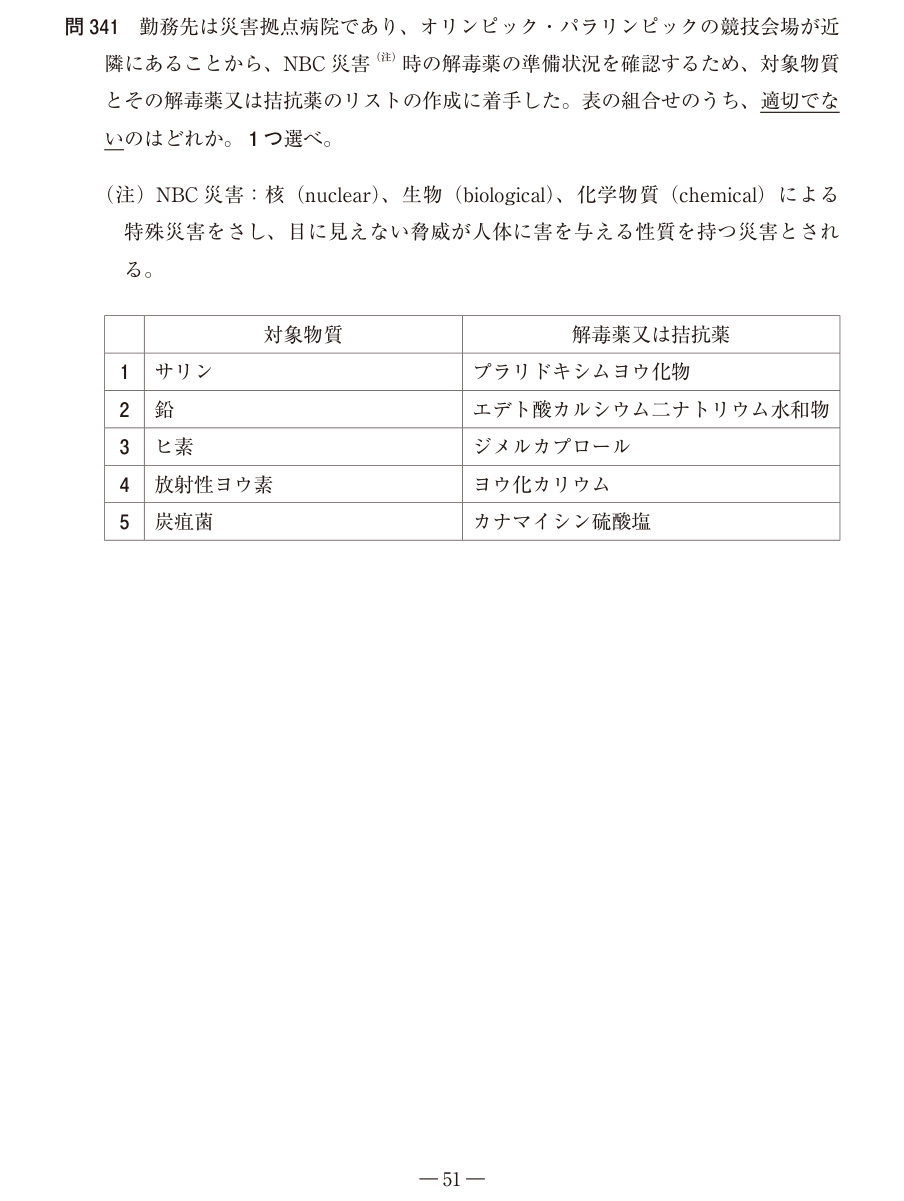 問 341　勤務先は災害拠点病院であり、オリンピック・パラリンピックの競技会場が近
隣にあることから、NBC 災害（注）時の解毒薬の準備状況を確認するため、対象物質
とその解毒薬又は拮抗薬のリストの作成に着手した。表の組合せのうち、適切でな
いのはどれか。1つ選べ。
（注）NBC 災害：核（nuclear）、生物（biological）、化学物質（chemical）による
特殊災害をさし、目に見えない脅威が人体に害を与える性質を持つ災害とされ
る。
対象物質　解毒薬又は拮抗薬
1　サリン　プラリドキシムヨウ化物
2　鉛　エデト酸カルシウム二ナトリウム水和物
3　ヒ素　ジメルカプロール
4　放射性ヨウ素　ヨウ化カリウム
5　炭疽菌　カナマイシン硫酸塩
— 51 —